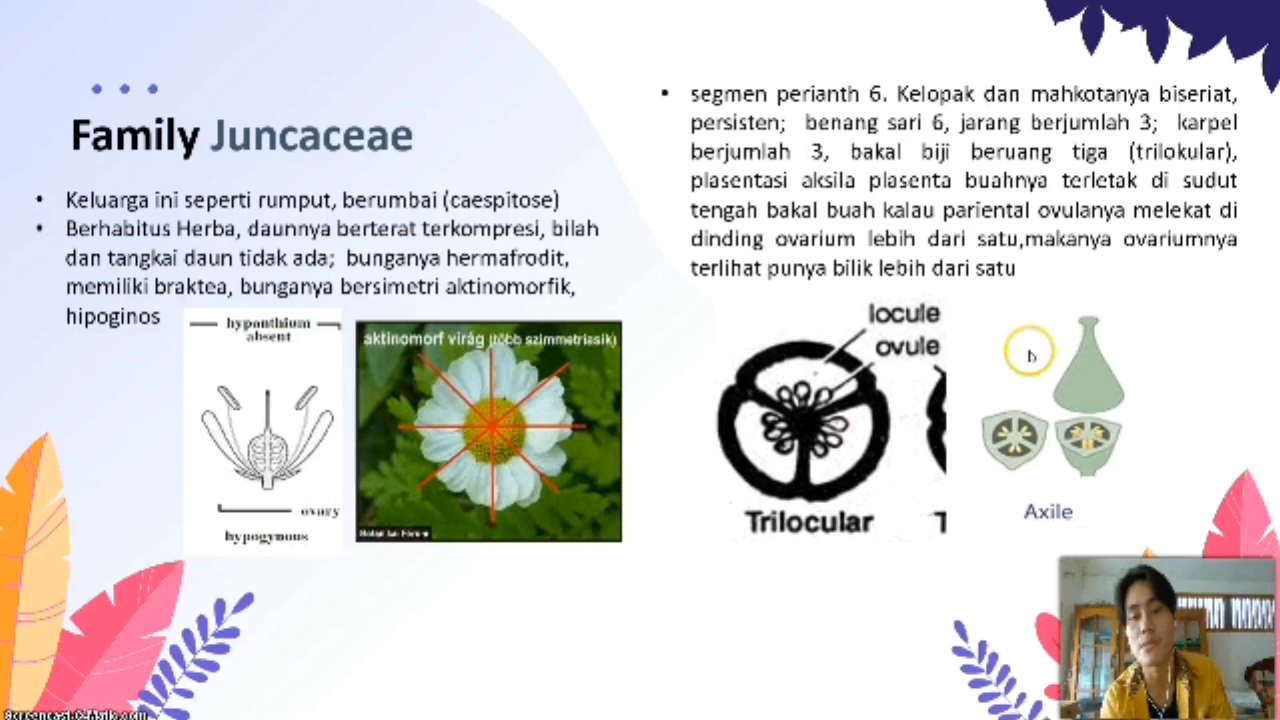 Family Juncaceae
• Keluarga ini seperti rumput, berumbai (caespitose)
• Berhabitus Herba, daunnya berterat terkompresi, bilah
dan tangkai daun tidak ada; bunganya hermafrodit,
memiliki braktea, bunganya bersimetri aktinomorfik,
hipoginos
hypanthium
absent
ovary
hypogynous
aktinomorf virág (több szimmetriasík)
• segmen perianth 6. Kelopak dan mahkotanya biseriat,
persisten; benang sari 6, jarang berjumlah 3; karpel
berjumlah 3, bakal biji beruang tiga (trilokular),
plasentasi aksila plasenta buahnya terletak di sudut
tengah bakal buah kalau pariental ovulanya melekat di
dinding ovarium lebih dari satu,makanya ovariumnya
terlihat punya bilik lebih dari satu
locule
ovule
Trilocular
T
Axile